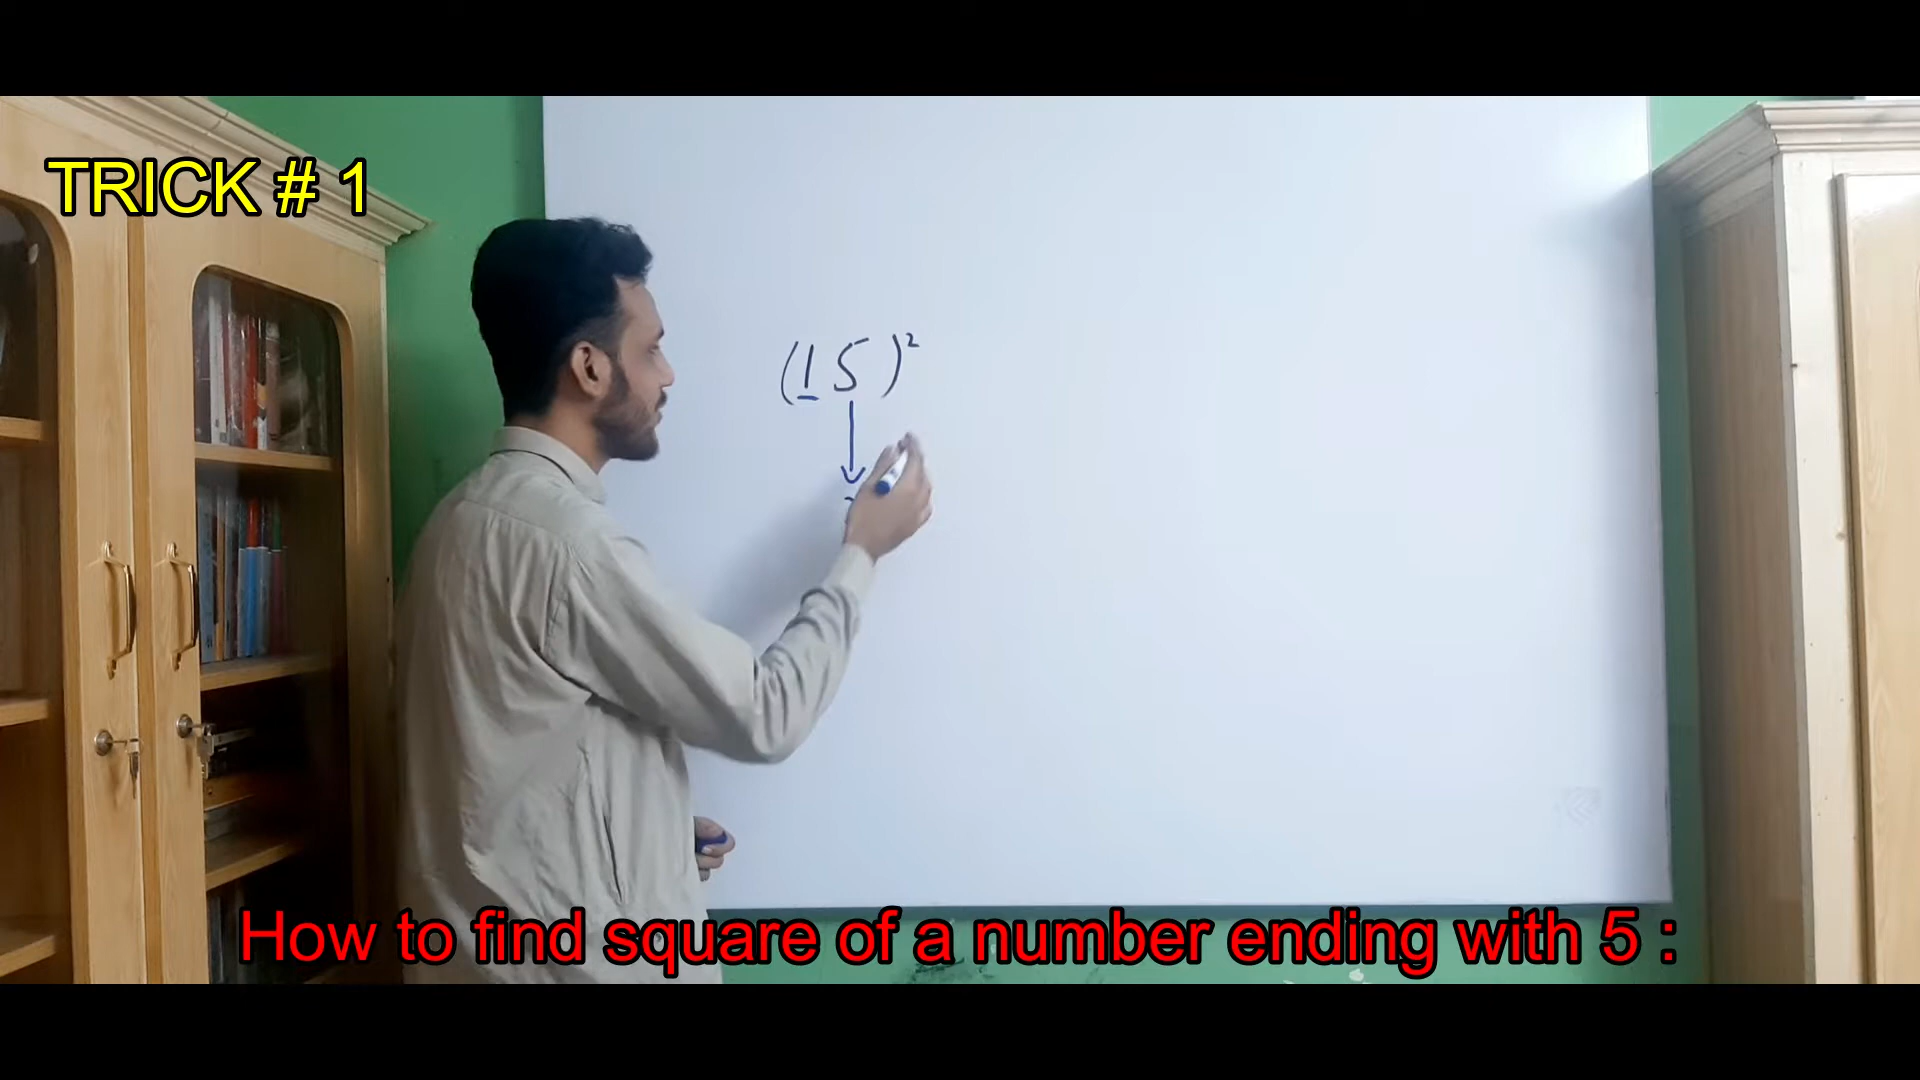 TRICK # 1
(15)²
How to find square of a number ending with 5 :